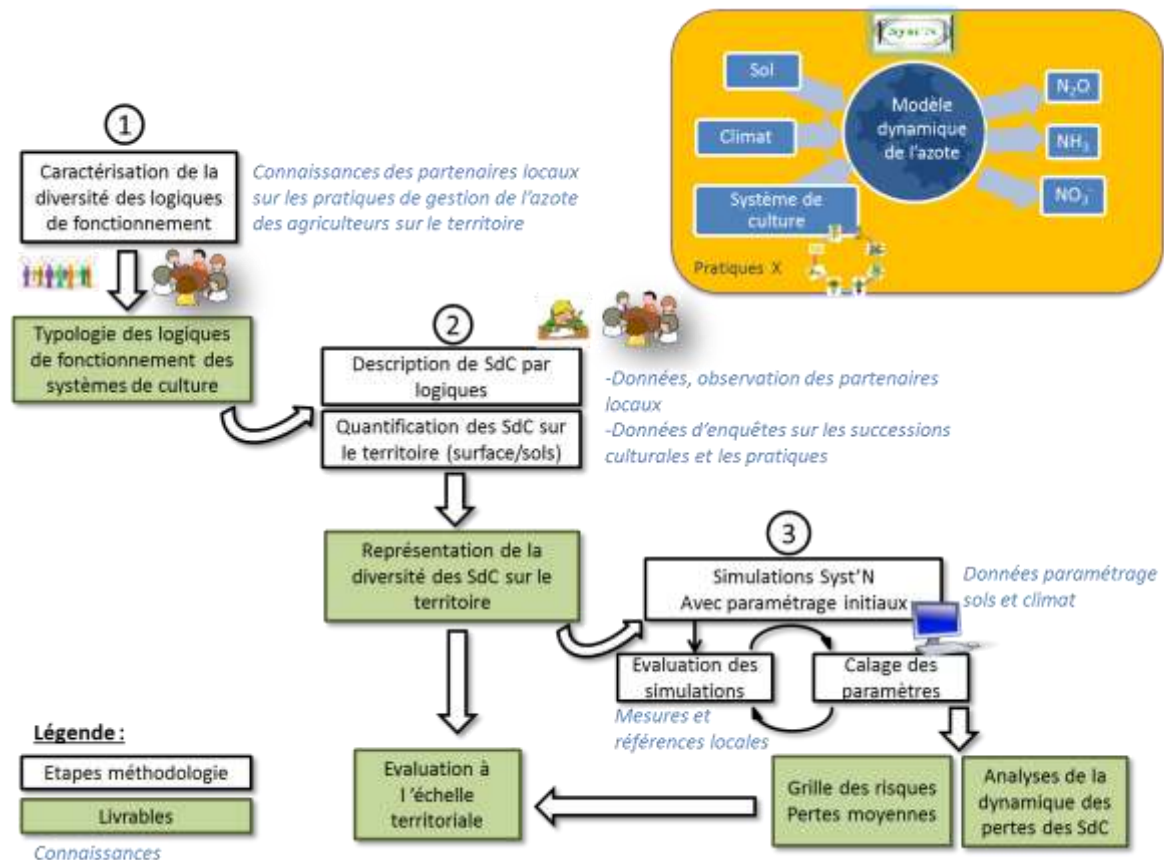 Syst'N
Sol
Climat
Système de
culture
Pratiques X
Modèle
dynamique
de l'azote
N₂O
NH₃
NO₃⁻
1
Caractérisation de la
diversité des logiques
de fonctionnement
Connaissances des partenaires locaux
sur les pratiques de gestion de l'azote
des agriculteurs sur le territoire
Typologie des logiques
de fonctionnement des
systèmes de culture
2
Description de SdC par
logiques
Quantification des SdC sur
le territoire (surface/sols)
-Données, observation des partenaires
locaux
-Données d'enquêtes sur les successions
culturales et les pratiques
Représentation de la
diversité des SdC sur le
territoire
3
Simulations Syst'N
Avec paramétrage initiaux
Données paramétrage
sols et climat
Evaluation des
simulations
Calage des
paramètres
Mesures et
références locales
Evaluation à
l 'échelle
territoriale
Grille des risques
Pertes moyennes
Analyses de la
dynamique des
pertes des SdC
Légende :
Etapes méthodologie
Livrables
Connaissances